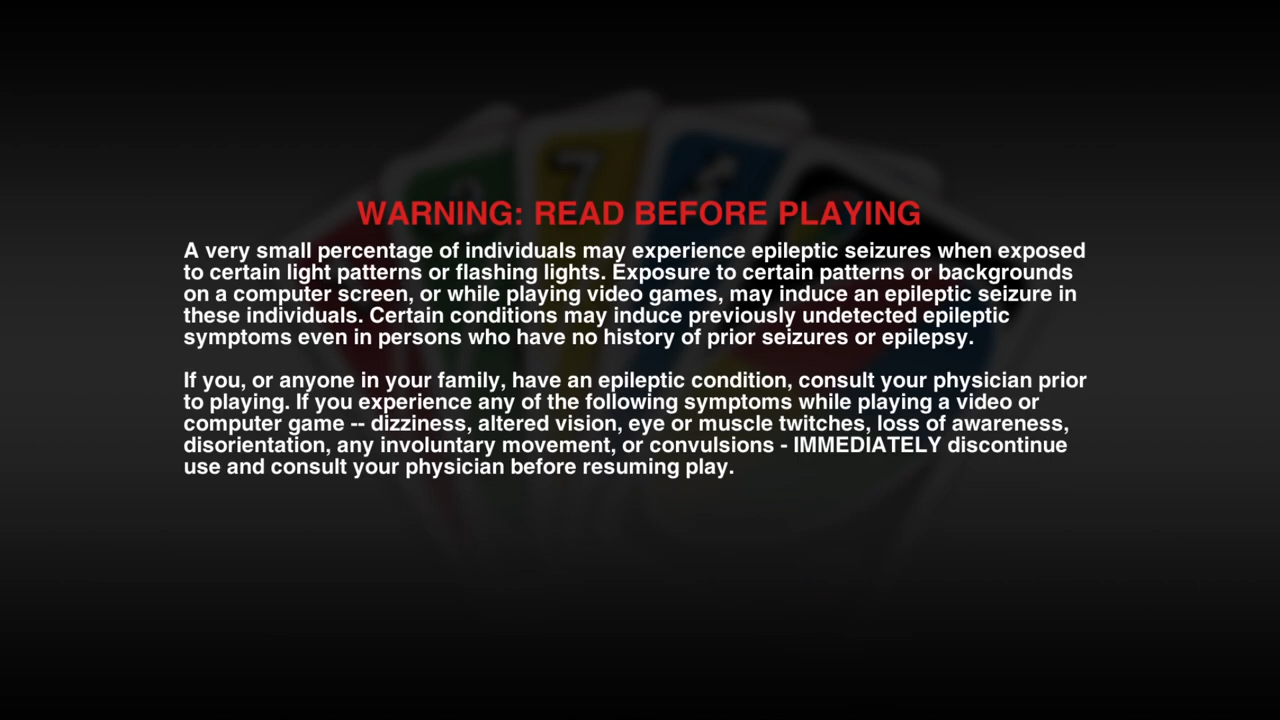 WARNING: READ BEFORE PLAYING
A very small percentage of individuals may experience epileptic seizures when exposed
to certain light patterns or flashing lights. Exposure to certain patterns or backgrounds
on a computer screen, or while playing video games, may induce an epileptic seizure in
these individuals. Certain conditions may induce previously undetected epileptic
symptoms even in persons who have no history of prior seizures or epilepsy.
If you, or anyone in your family, have an epileptic condition, consult your physician prior
to playing. If you experience any of the following symptoms while playing a video or
computer game -- dizziness, altered vision, eye or muscle twitches, loss of awareness,
disorientation, any involuntary movement, or convulsions - IMMEDIATELY discontinue
use and consult your physician before resuming play.